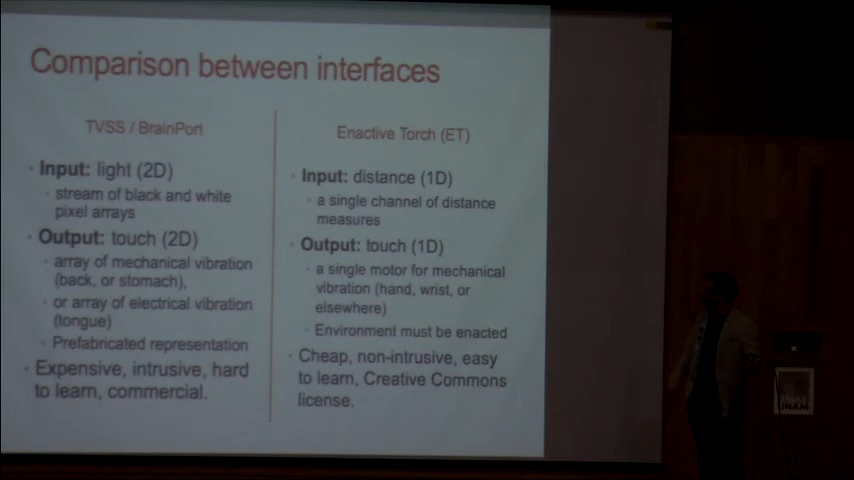 Comparison between interfaces
TVSS / BrainPort
Input: light (2D)
stream of black and white
pixel arrays
Output: touch (2D)
array of mechanical vibration
(back, or stomach),
or array of electrical vibration
(tongue)
Prefabricated representation
Expensive, intrusive, hard
to learn, commercial.
Enactive Torch (ET)
Input: distance (1D)
a single channel of distance
measures
Output: touch (1D)
a single motor for mechanical
vibration (hand, wrist, or
elsewhere)
Environment must be enacted
Cheap, non-intrusive, easy
to learn, Creative Commons
license.
UNAM